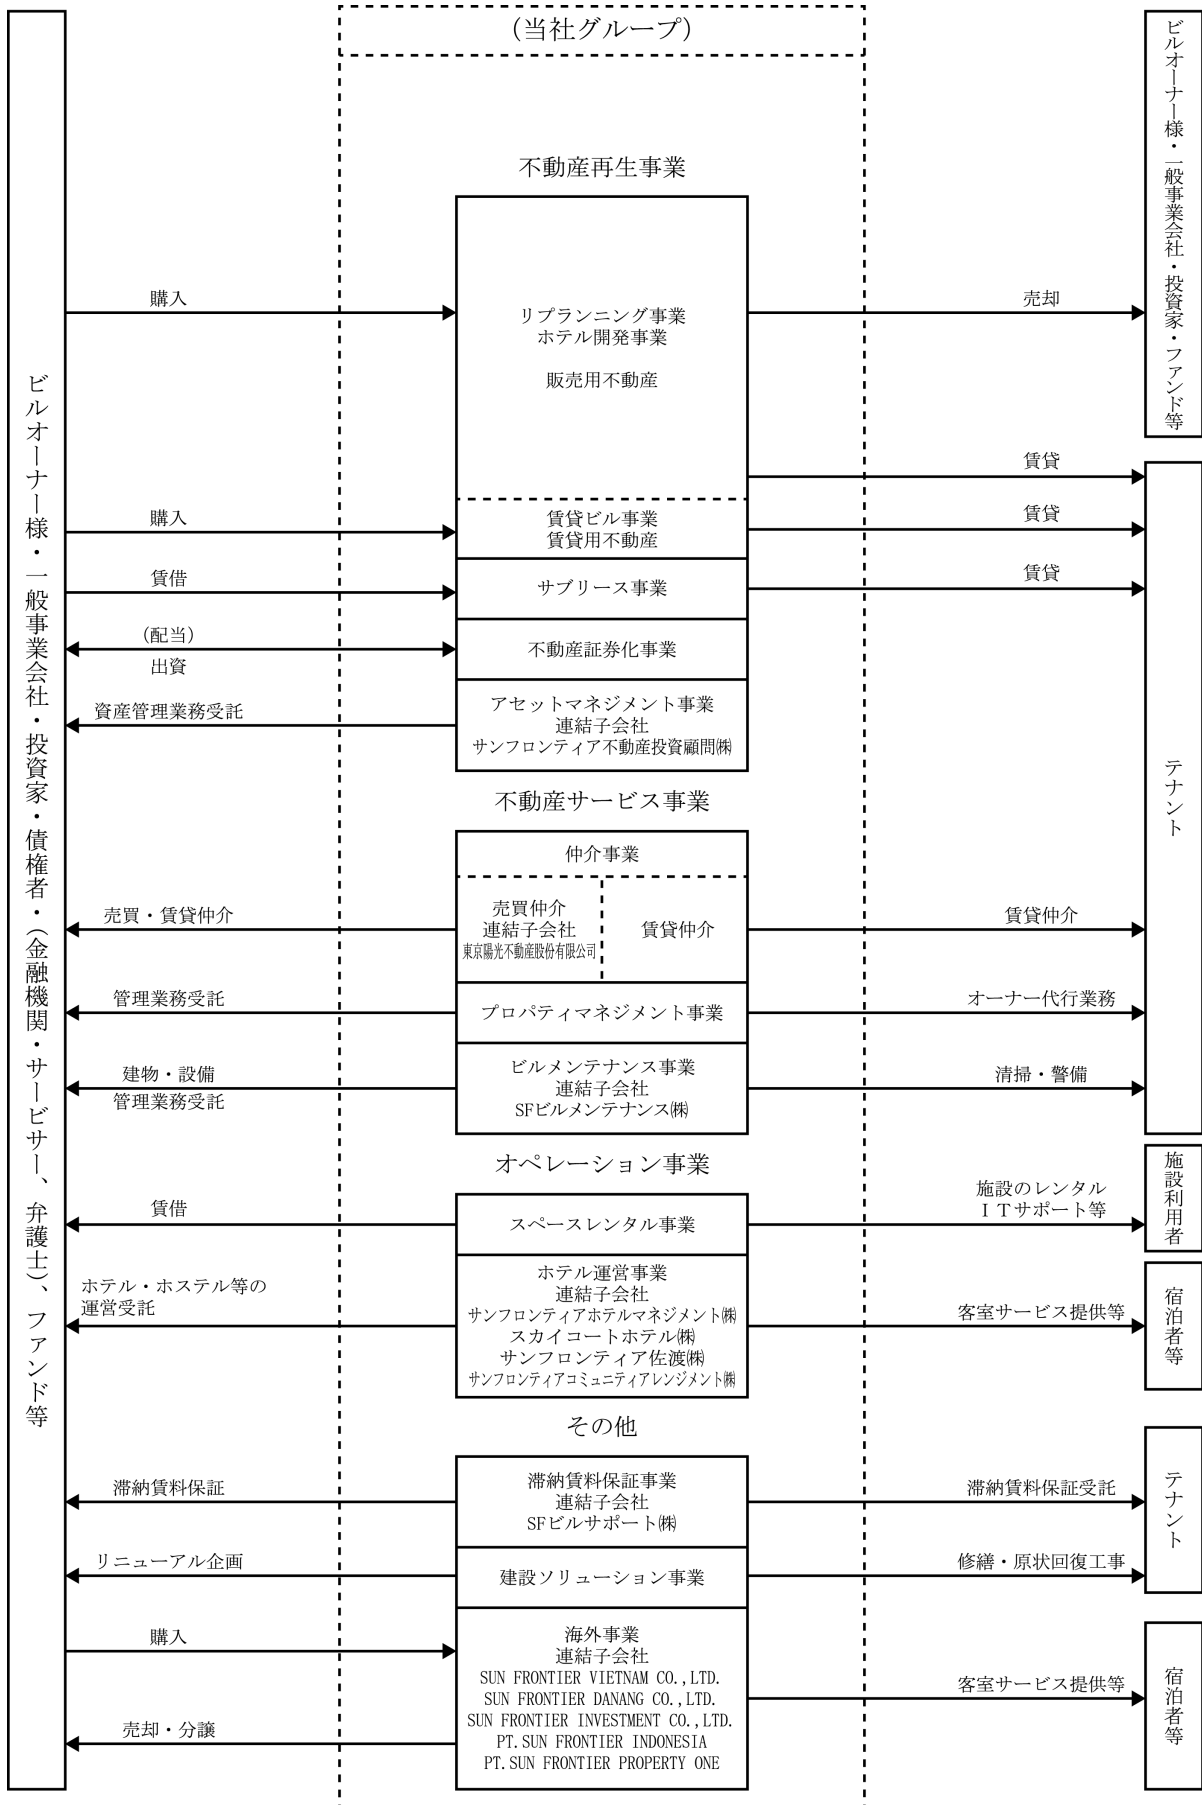 （当社グループ）
ビルオーナー様・一般事業会社・投資家・債権者・（金融機関・サービサー、弁護士）、ファンド等
ビルオーナー様・一般事業会社・投資家・ファンド等
不動産再生事業
購入
リプランニング事業
ホテル開発事業
販売用不動産
売却
賃貸
購入
賃貸ビル事業
賃貸用不動産
賃貸
賃借
サブリース事業
賃貸
（配当）
出資
不動産証券化事業
資産管理業務受託
アセットマネジメント事業
連結子会社
サンフロンティア不動産投資顧問㈱
テナント
不動産サービス事業
仲介事業
売買・賃貸仲介
売買仲介
連結子会社
東京陽光不動産股份有限公司
賃貸仲介
賃貸仲介
管理業務受託
プロパティマネジメント事業
オーナー代行業務
建物・設備
管理業務受託
ビルメンテナンス事業
連結子会社
SFビルメンテナンス㈱
清掃・警備
オペレーション事業
賃借
スペースレンタル事業
施設のレンタル
ＩＴサポート等
施設利用者
ホテル・ホステル等の
運営受託
ホテル運営事業
連結子会社
サンフロンティアホテルマネジメント㈱
スカイコートホテル㈱
サンフロンティア佐渡㈱
サンフロンティアコミュニティアレンジメント㈱
客室サービス提供等
宿泊者等
その他
滞納賃料保証
滞納賃料保証事業
連結子会社
SFビルサポート㈱
滞納賃料保証受託
テナント
リニューアル企画
建設ソリューション事業
修繕・原状回復工事
購入
売却・分譲
海外事業
連結子会社
SUN FRONTIER VIETNAM CO.,LTD.
SUN FRONTIER DANANG CO.,LTD.
SUN FRONTIER INVESTMENT CO.,LTD.
PT.SUN FRONTIER INDONESIA
PT.SUN FRONTIER PROPERTY ONE
客室サービス提供等
宿泊者等